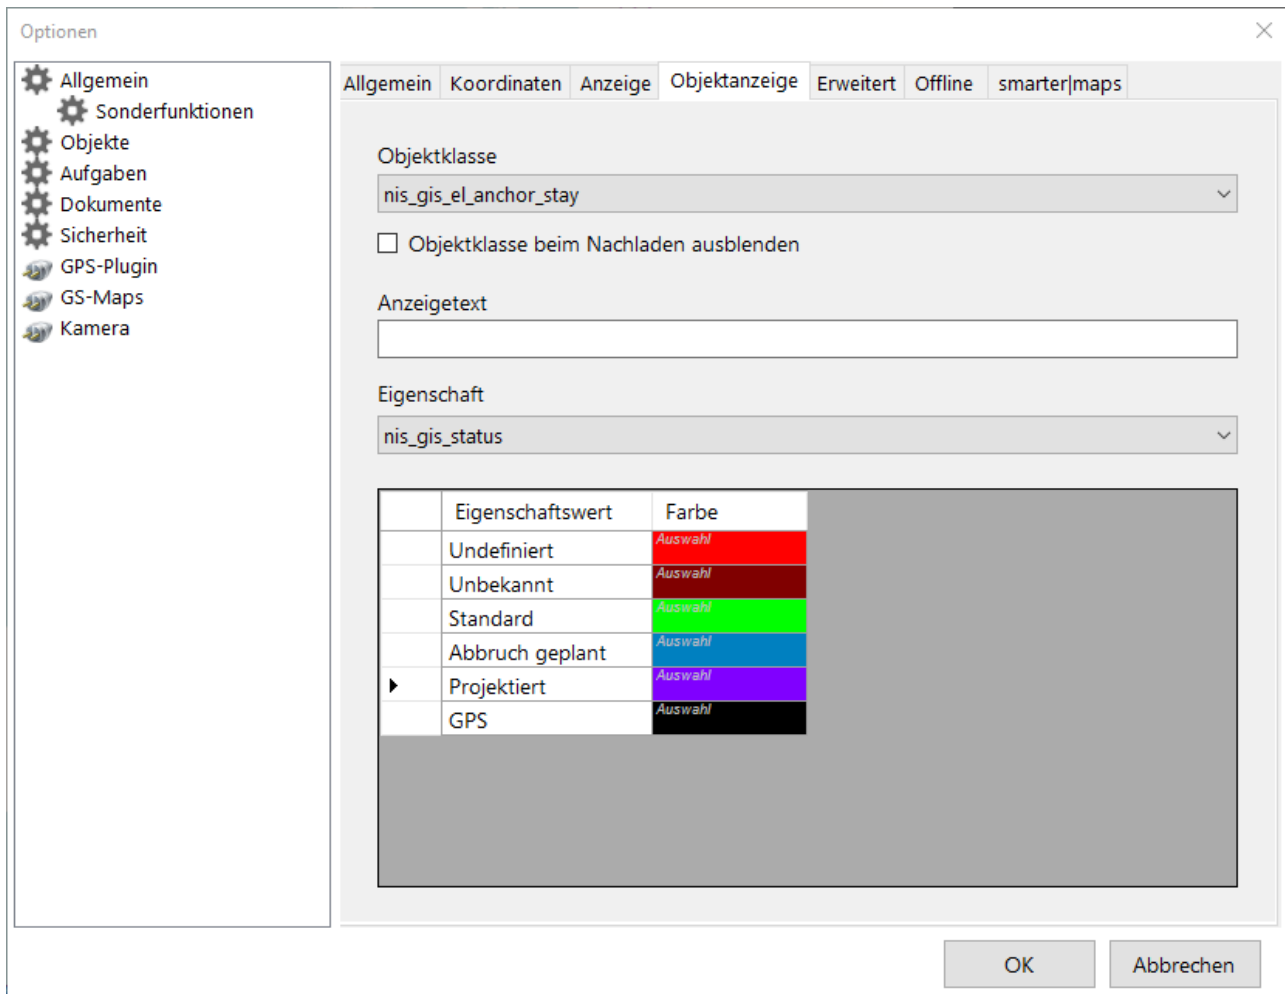 Optionen
Allgemein
Sonderfunktionen
Objekte
Aufgaben
Dokumente
Sicherheit
GPS-Plugin
GS-Maps
Kamera
Allgemein Koordinaten Anzeige Objektanzeige Erweitert Offline smarter|maps
Objektklasse
nis_gis_el_anchor_stay
Objektklasse beim Nachladen ausblenden
Anzeigetext
Eigenschaft
nis_gis_status
Eigenschaftswert Farbe
Undefiniert Auswahl
Unbekannt Auswahl
Standard Auswahl
Abbruch geplant Auswahl
Projektiert Auswahl
GPS Auswahl
OK Abbrechen